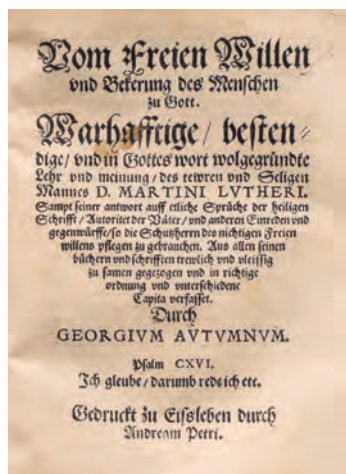 Vom Freien Willen
vnd Bekerung des Menschen
zu Gott.
Warhafftige/ besten⸗
dige/ vnd in Gottes wort wolgegründte
Lehr vnd meinung/ des tewren vnd Seligen
Mannes D. MARTINI LVTHERI.
Sampt seiner antwort auff etliche Sprüche der heiligen
Schrifft/ Autoritet der Väter/ vnd anderen Einreden vnd
gegenwürffe/ so die Schutzherrn des nichtigen Freien
willens pflegen zu gebrauchen. Aus allen seinen
büchern vnd schrifften trewlich vnd vleissig
zu samen gezogen vnd in richtige
ordnung vnd vnterschiedene
Capita verfasset.
Durch
GEORGIVM AVTVMNVM.
Psalm CXVI.
Ich gleube/ darumb rede ich etc.
Gedruckt zu Eissleben durch
Andream Petri.